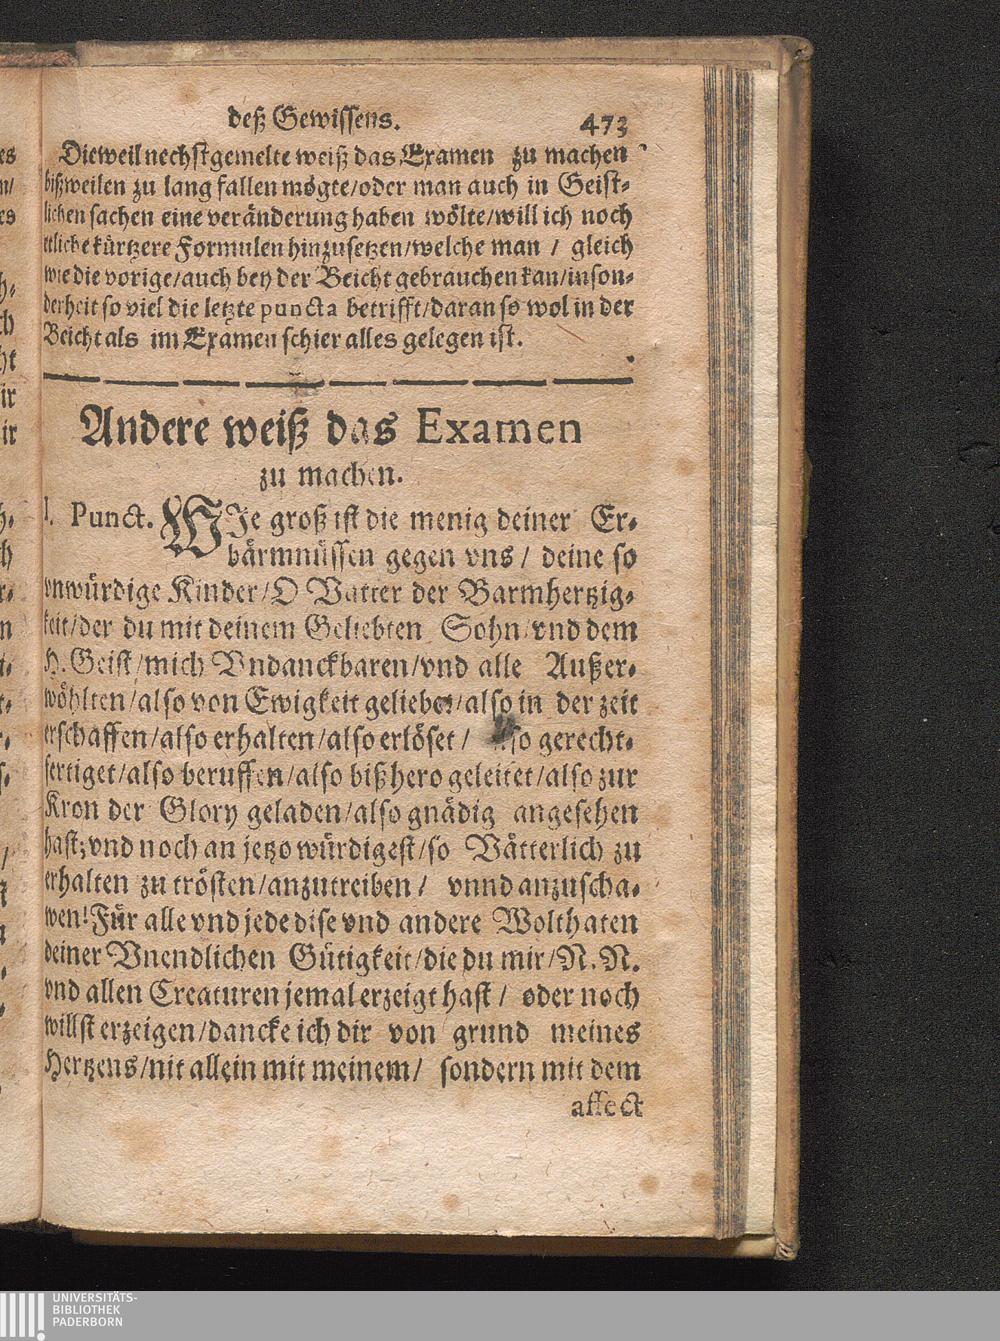 deß Gewissens. 473
Dieweil nechstgemelte weiß das Examen zu machen
bißweilen zu lang fallen mögte/oder man auch in Geist-
lichen sachen eine veränderung haben wölte/will ich noch
etliche kürtzere Formulen hinzusetzen/welche man / gleich
wie die vorige/auch bey der Beicht gebrauchen kan/inson-
derheit so viel die letzte puncta betrifft/daran so wol in der
Beicht als im Examen schier alles gelegen ist.
Andere weiß das Examen
zu machen.
I. Punct. WIe groß ist die menig deiner Er-
bärmnüssen gegen vns / deine so
vnwürdige Kinder/O Vatter der Barmhertzig-
keit/der du mit deinem Geliebten Sohn/vnd dem
H. Geist/mich Vndanckbaren/vnd alle Außer-
wöhlten/also von Ewigkeit geliebet/also in der zeit
erschaffen/also erhalten/also erlöset / also gerecht-
fertiget/also beruffen/also bißhero geleitet/also zur
Kron der Glory geladen/also gnädig angesehen
hast; vnd noch an jetzo würdigest/so Vätterlich zu
erhalten zu trösten/anzutreiben / vnnd anzuscha-
wen! Für alle vnd jede dise vnd andere Wolthaten
deiner Vnendlichen Gütigkeit/die du mir/N. N.
vnd allen Creaturen jemal erzeigt hast / oder noch
willst erzeigen/dancke ich dir von grund meines
Hertzens/nit allein mit meinem / sondern mit dem
affect
UNIVERSITÄTS-
BIBLIOTHEK
PADERBORN